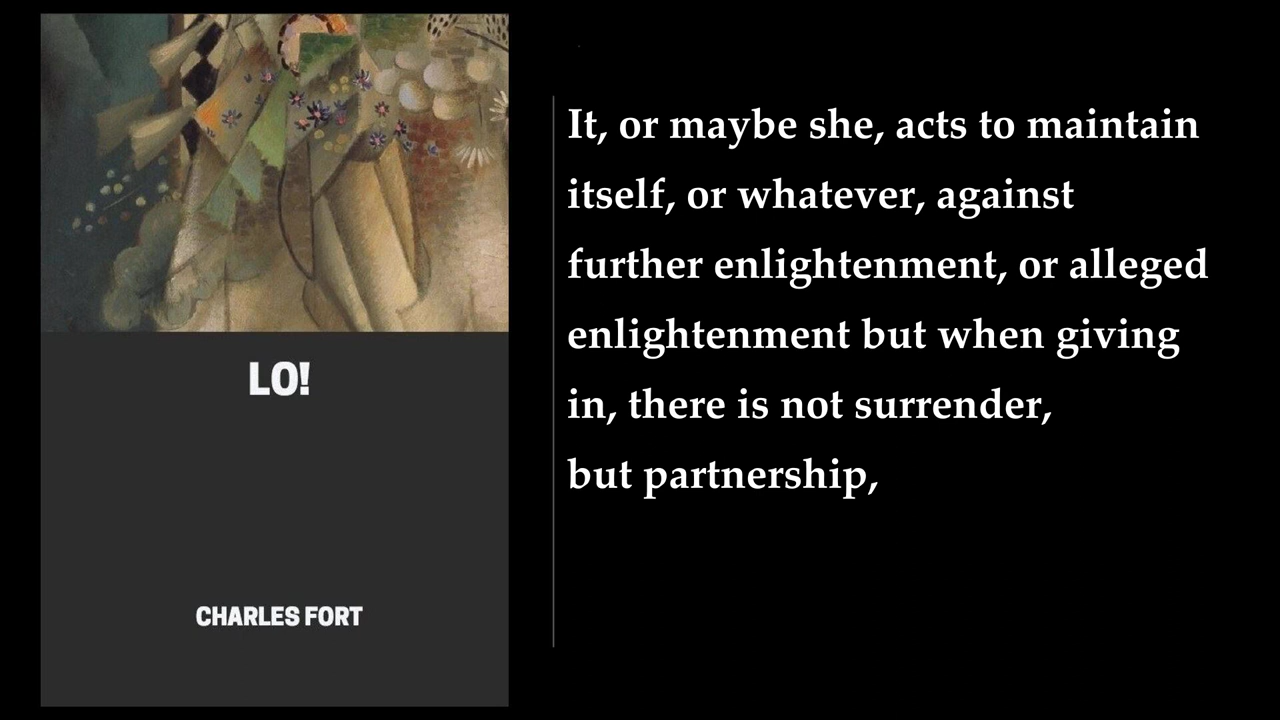 LO!
CHARLES FORT
It, or maybe she, acts to maintain
itself, or whatever, against
further enlightenment, or alleged
enlightenment but when giving
in, there is not surrender,
but partnership,